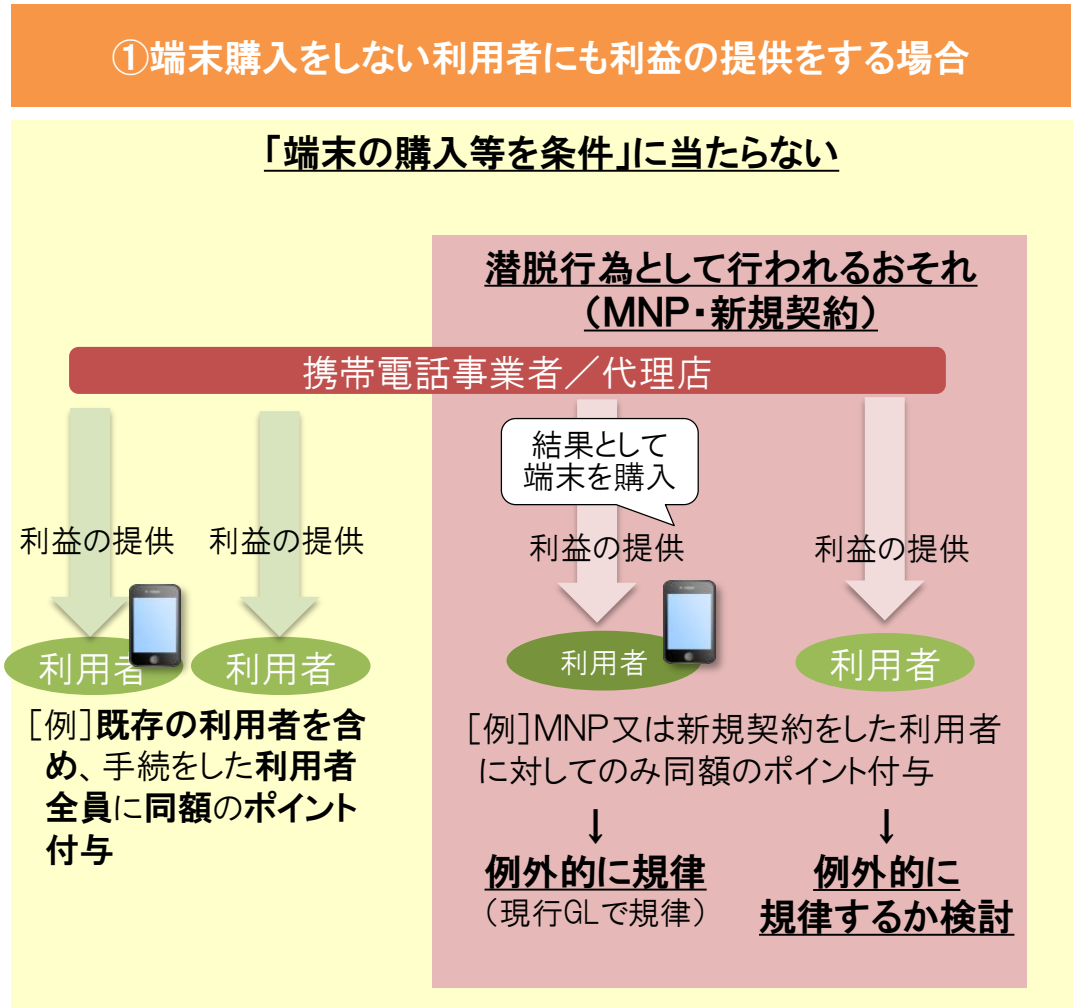 ①端末購入をしない利用者にも利益の提供をする場合
「端末の購入等を条件」に当たらない
潜脱行為として行われるおそれ
（MNP・新規契約）
携帯電話事業者／代理店
結果として
端末を購入
利益の提供
利益の提供
利益の提供
利益の提供
利用者
利用者
利用者
利用者
［例］既存の利用者を含
め、手続をした利用者
全員に同額のポイント
付与
［例］MNP又は新規契約をした利用者
に対してのみ同額のポイント付与
↓
↓
例外的に規律
（現行GLで規律）
例外的に
規律するか検討